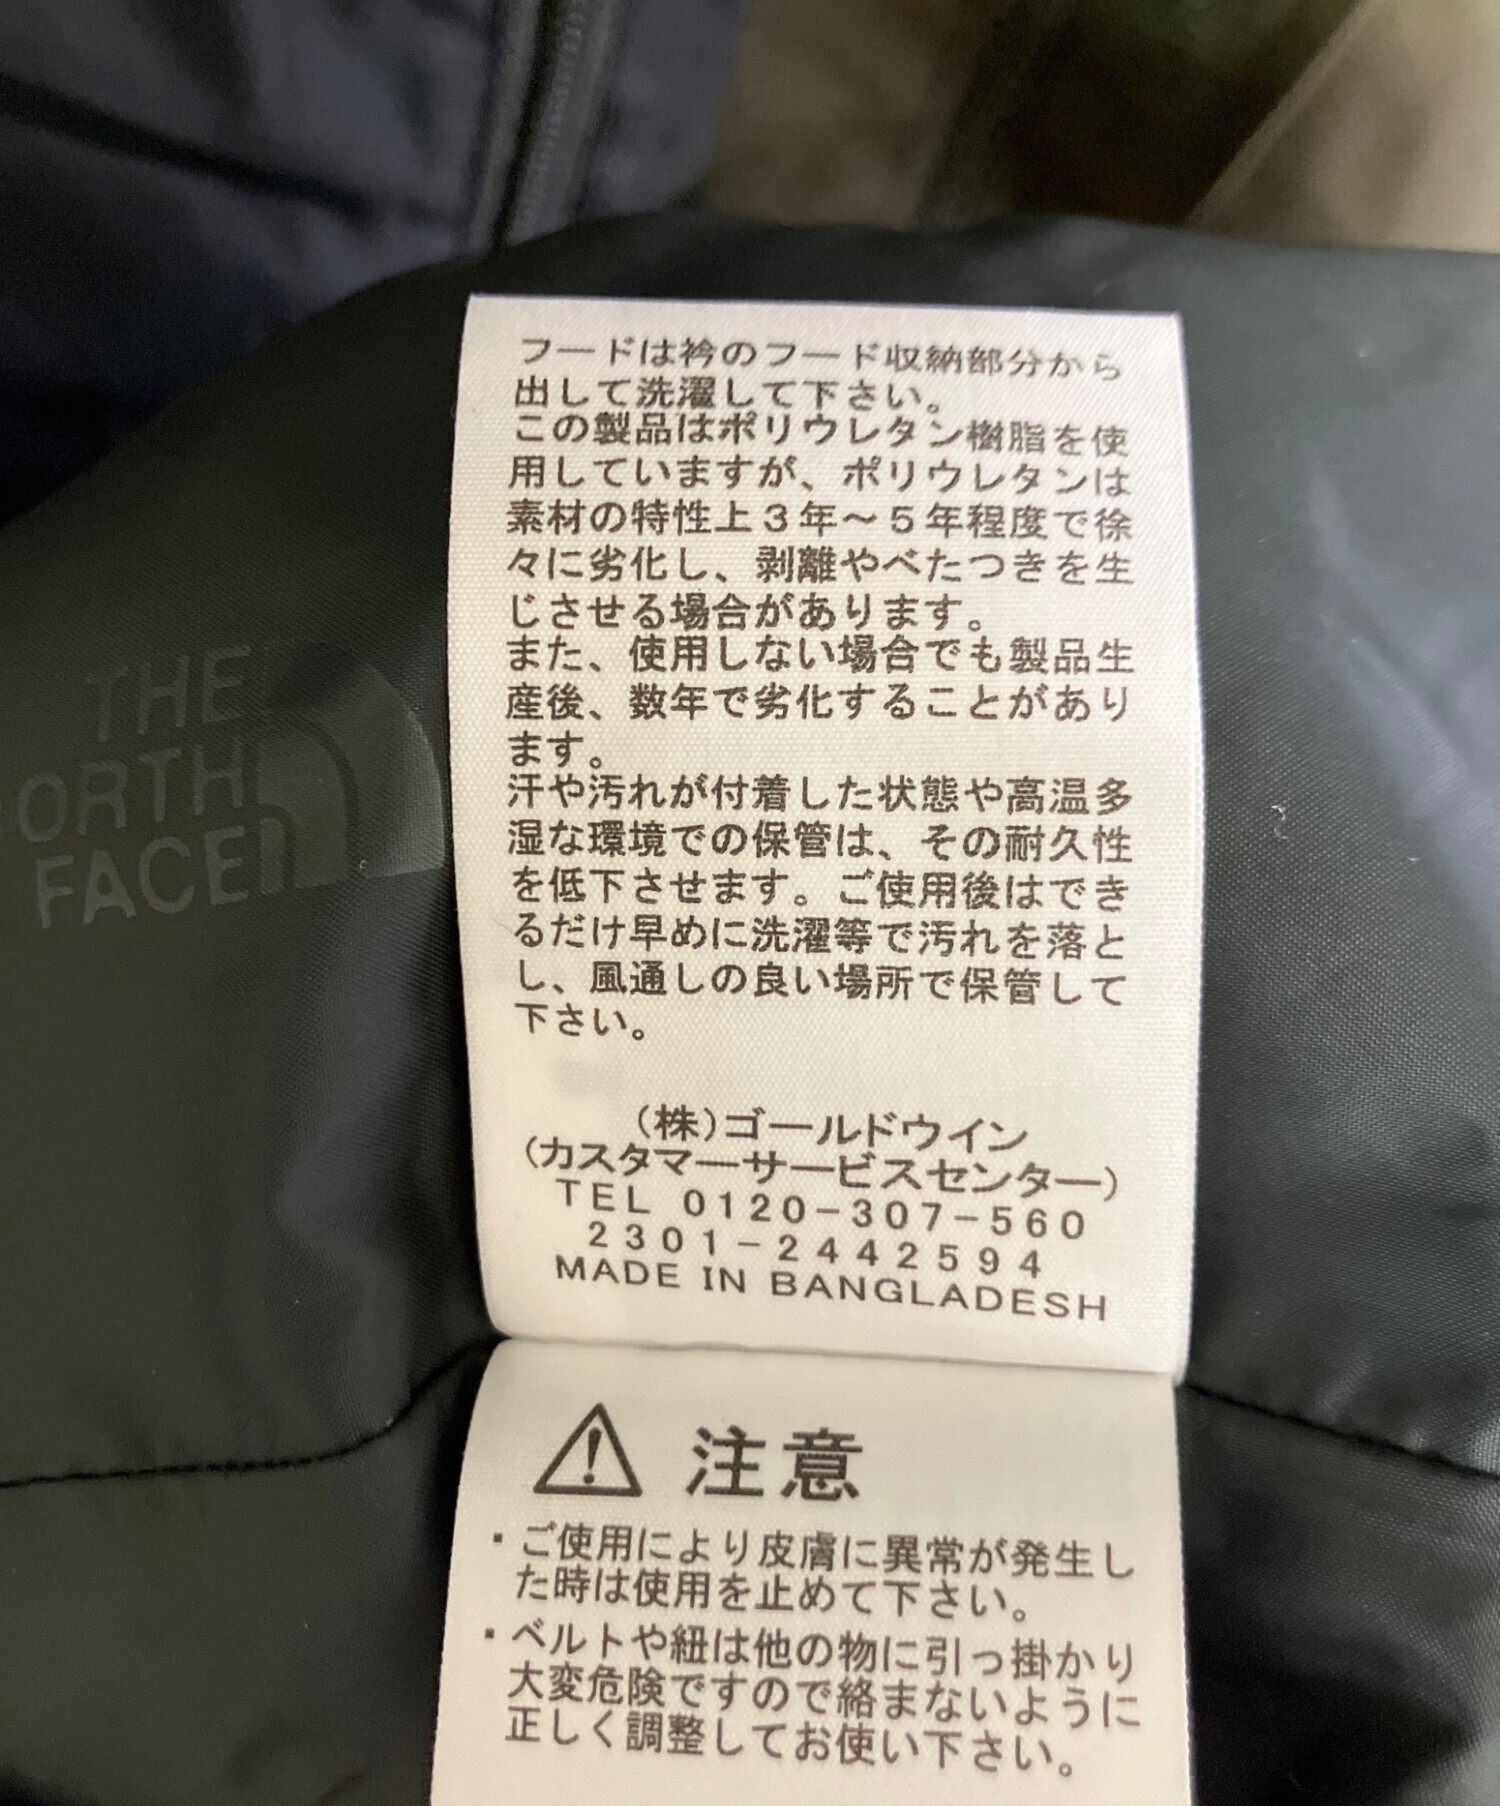 フードは衿のフード収納部分から
出して洗濯して下さい。
この製品はポリウレタン樹脂を使
用していますが、ポリウレタンは
素材の特性上3年～5年程度で徐
々に劣化し、剥離やべたつきを生
じさせる場合があります。
また、使用しない場合でも製品生
産後、数年で劣化することがあり
ます。
汗や汚れが付着した状態や高温多
湿な環境での保管は、その耐久性
を低下させます。ご使用後はでき
るだけ早めに洗濯等で汚れを落と
し、風通しの良い場所で保管して
下さい。
(株)ゴールドウイン
(カスタマーサービスセンター)
TEL 0120-307-560
2301-2442594
MADE IN BANGLADESH
THE
ORTH
FACE
注意
・ご使用により皮膚に異常が発生し
た時は使用を止めて下さい。
・ベルトや紐は他の物に引っ掛かり
大変危険ですので絡まないように
正しく調整してお使い下さい。